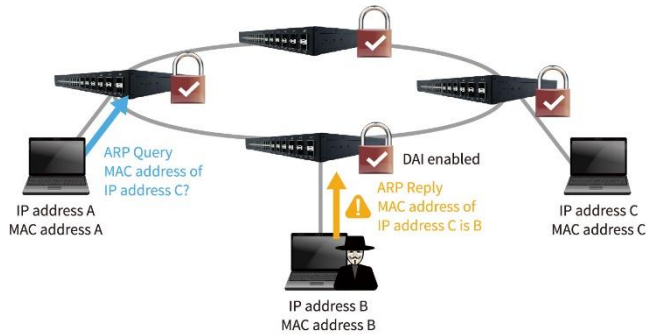 ARP Query
MAC address of
IP address C?
DAI enabled
IP address A
MAC address A
ARP Reply
MAC address of
IP address C is B
IP address C
MAC address C
IP address B
MAC address B